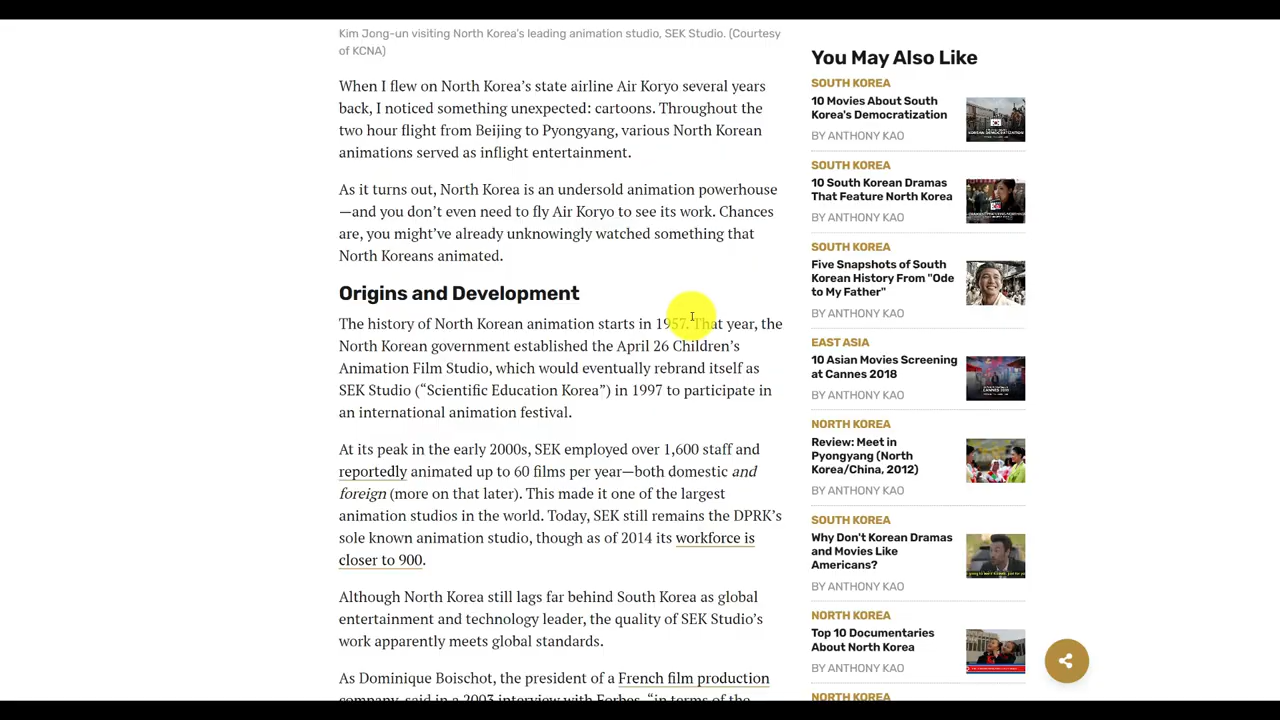 Kim Jong-un visiting North Korea's leading animation studio, SEK Studio. (Courtesy
of KCNA)
When I flew on North Korea’s state airline Air Koryo several years
back, I noticed something unexpected: cartoons. Throughout the
two hour flight from Beijing to Pyongyang, various North Korean
animations served as inflight entertainment.
As it turns out, North Korea is an undersold animation powerhouse
—and you don’t even need to fly Air Koryo to see its work. Chances
are, you might’ve already unknowingly watched something that
North Koreans animated.
Origins and Development
The history of North Korean animation starts in 1957. That year, the
North Korean government established the April 26 Children’s
Animation Film Studio, which would eventually rebrand itself as
SEK Studio (“Scientific Education Korea”) in 1997 to participate in
an international animation festival.
At its peak in the early 2000s, SEK employed over 1,600 staff and
reportedly animated up to 60 films per year—both domestic and
foreign (more on that later). This made it one of the largest
animation studios in the world. Today, SEK still remains the DPRK’s
sole known animation studio, though as of 2014 its workforce is
closer to 900.
Although North Korea still lags far behind South Korea as global
entertainment and technology leader, the quality of SEK Studio’s
work apparently meets global standards.
As Dominique Boischot, the president of a French film production
company, said in a 2003 interview with Forbes, “in terms of the
You May Also Like
SOUTH KOREA
10 Movies About South
Korea's Democratization
BY ANTHONY KAO
SOUTH KOREA
10 South Korean Dramas
That Feature North Korea
BY ANTHONY KAO
SOUTH KOREA
Five Snapshots of South
Korean History From "Ode
to My Father"
BY ANTHONY KAO
EAST ASIA
10 Asian Movies Screening
at Cannes 2018
BY ANTHONY KAO
NORTH KOREA
Review: Meet in
Pyongyang (North
Korea/China, 2012)
BY ANTHONY KAO
SOUTH KOREA
Why Don't Korean Dramas
and Movies Like
Americans?
BY ANTHONY KAO
NORTH KOREA
Top 10 Documentaries
About North Korea
BY ANTHONY KAO
NORTH KOREA